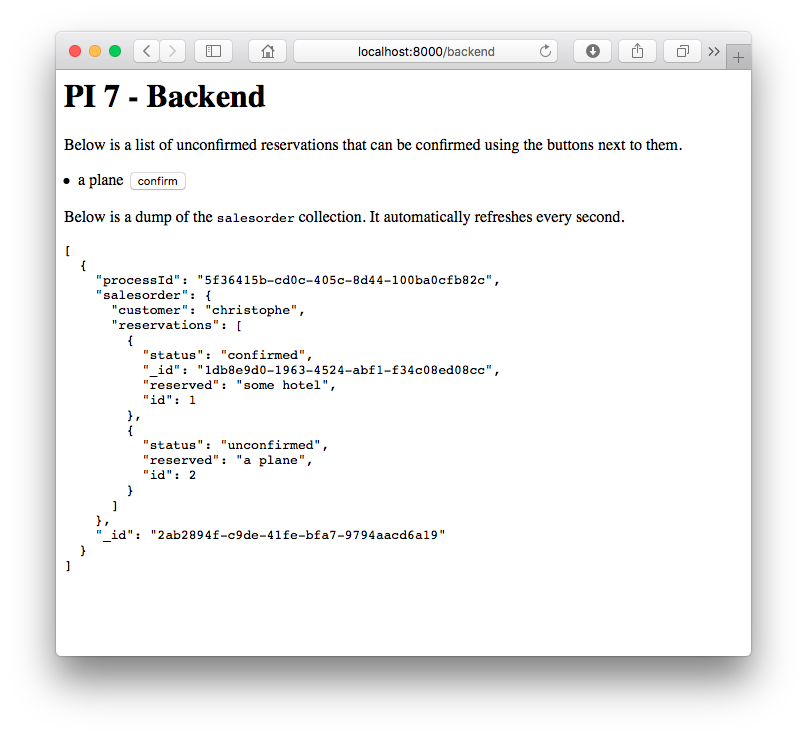 localhost:8000/backend
PI 7 - Backend
Below is a list of unconfirmed reservations that can be confirmed using the buttons next to them.
• a plane confirm
Below is a dump of the salesorder collection. It automatically refreshes every second.
[
  {
    "processId": "5f36415b-cd0c-405c-8d44-100ba0cfb82c",
    "salesorder": {
      "customer": "christophe",
      "reservations": [
        {
          "status": "confirmed",
          "_id": "1db8e9d0-1963-4524-abf1-f34c08ed08cc",
          "reserved": "some hotel",
          "id": 1
        },
        {
          "status": "unconfirmed",
          "reserved": "a plane",
          "id": 2
        }
      ]
    },
    "_id": "2ab2894f-c9de-41fe-bfa7-9794aacd6a19"
  }
]